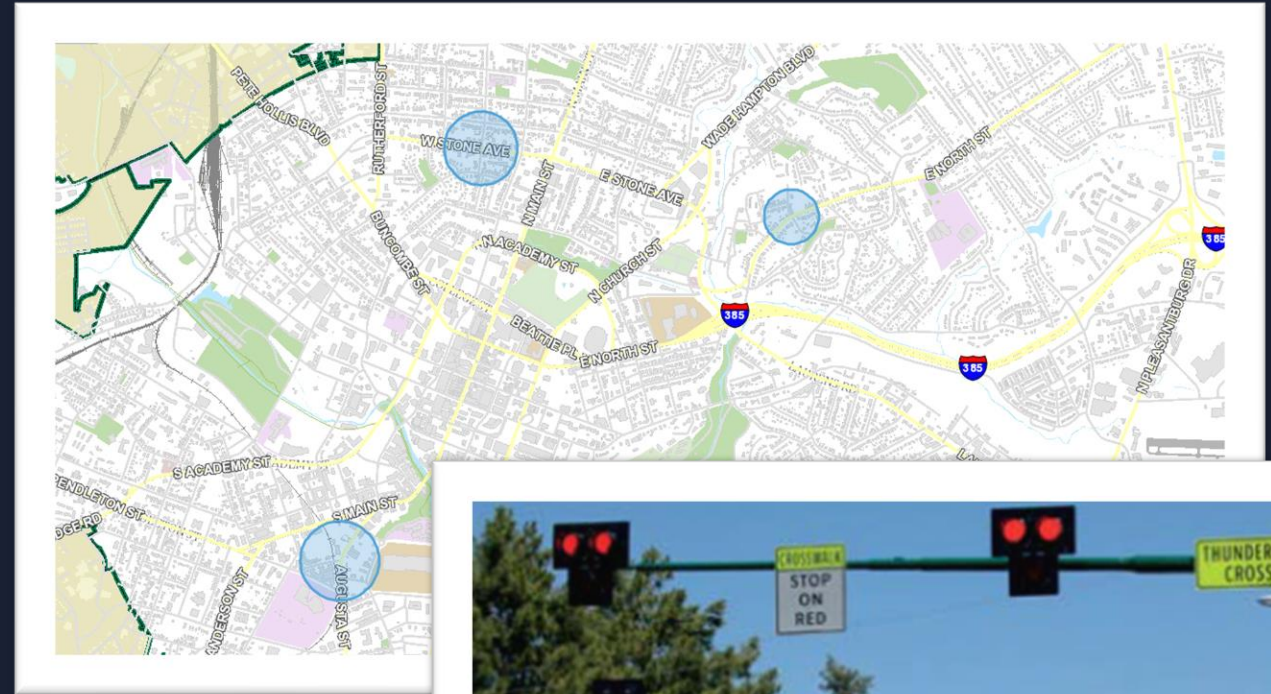 PETE HOLLIS BLVD
RUTHERFORD ST
W STONE AVE
WADE HAMPTON BLVD
E NORTH ST
E STONE AVE
N MAIN ST
BUNCOMBE ST
N ACADEMY ST
N CHURCH ST
385
385
385
BEATTIE PL
E NORTH ST
N PLEASANTBURG DR
S ACADEMY ST
PENDLETON ST
S MAIN ST
ANDERSON ST
AUGUSTA ST
CROSSWALK
STOP
ON
RED